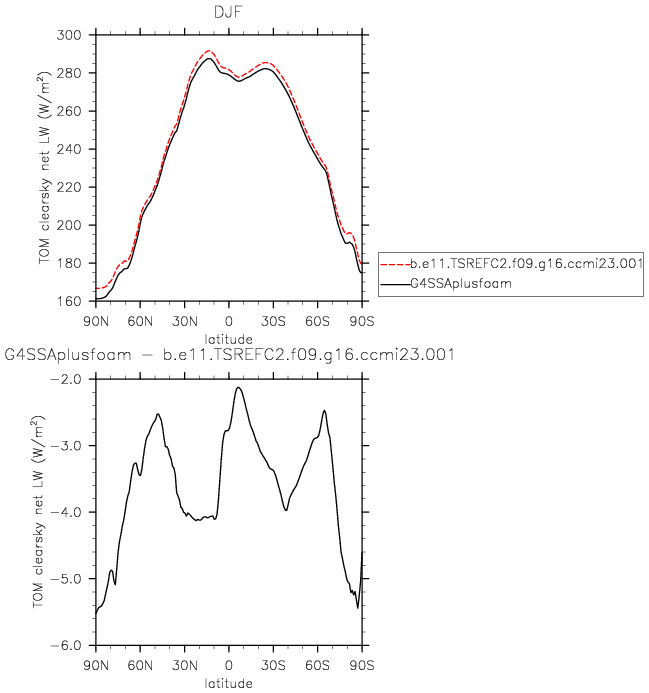 DJF
300
280
260
240
220
200
180
160
TOM clearsky net LW (W/m²)
90N 60N 30N 0 30S 60S 90S
latitude
b.e11.TSREFC2.f09.g16.ccmi23.001
G4SSAplusfoam
G4SSAplusfoam − b.e11.TSREFC2.f09.g16.ccmi23.001
−2.0
−3.0
−4.0
−5.0
−6.0
TOM clearsky net LW (W/m²)
90N 60N 30N 0 30S 60S 90S
latitude